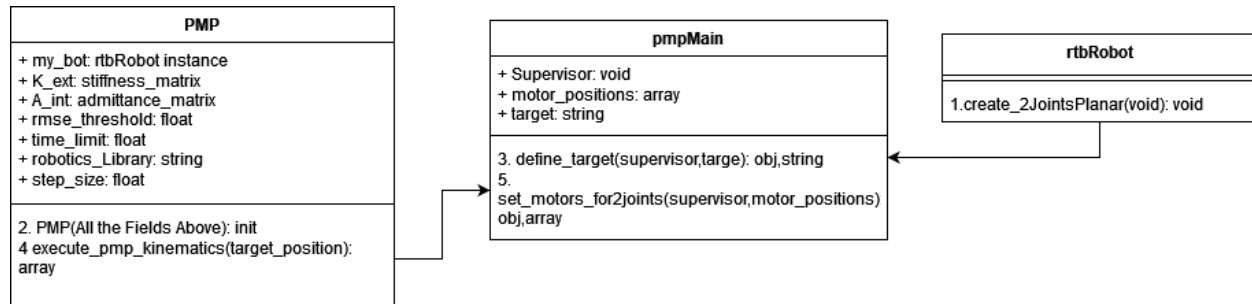 PMP
+ my_bot: rtbRobot instance
+ K_ext: stiffness_matrix
+ A_int: admittance_matrix
+ rmse_threshold: float
+ time_limit: float
+ robotics_Library: string
+ step_size: float
2. PMP(All the Fields Above): init
4 execute_pmp_kinematics(target_position):
array
pmpMain
+ Supervisor: void
+ motor_positions: array
+ target: string
3. define_target(supervisor,targe): obj,string
5.
set_motors_for2joints(supervisor,motor_positions)
obj,array
rtbRobot
1.create_2JointsPlanar(void): void